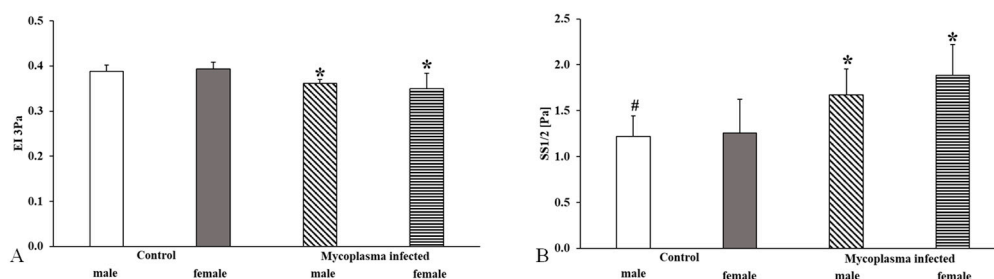 0.5
0.4
0.3
0.2
0.1
0.0
EI 3Pa
* *
A
Control Mycoplasma infected
male female male female
2.5
2.0
1.5
1.0
0.5
0.0
SS1/2 [Pa]
# * *
B
Control Mycoplasma infected
male female male female